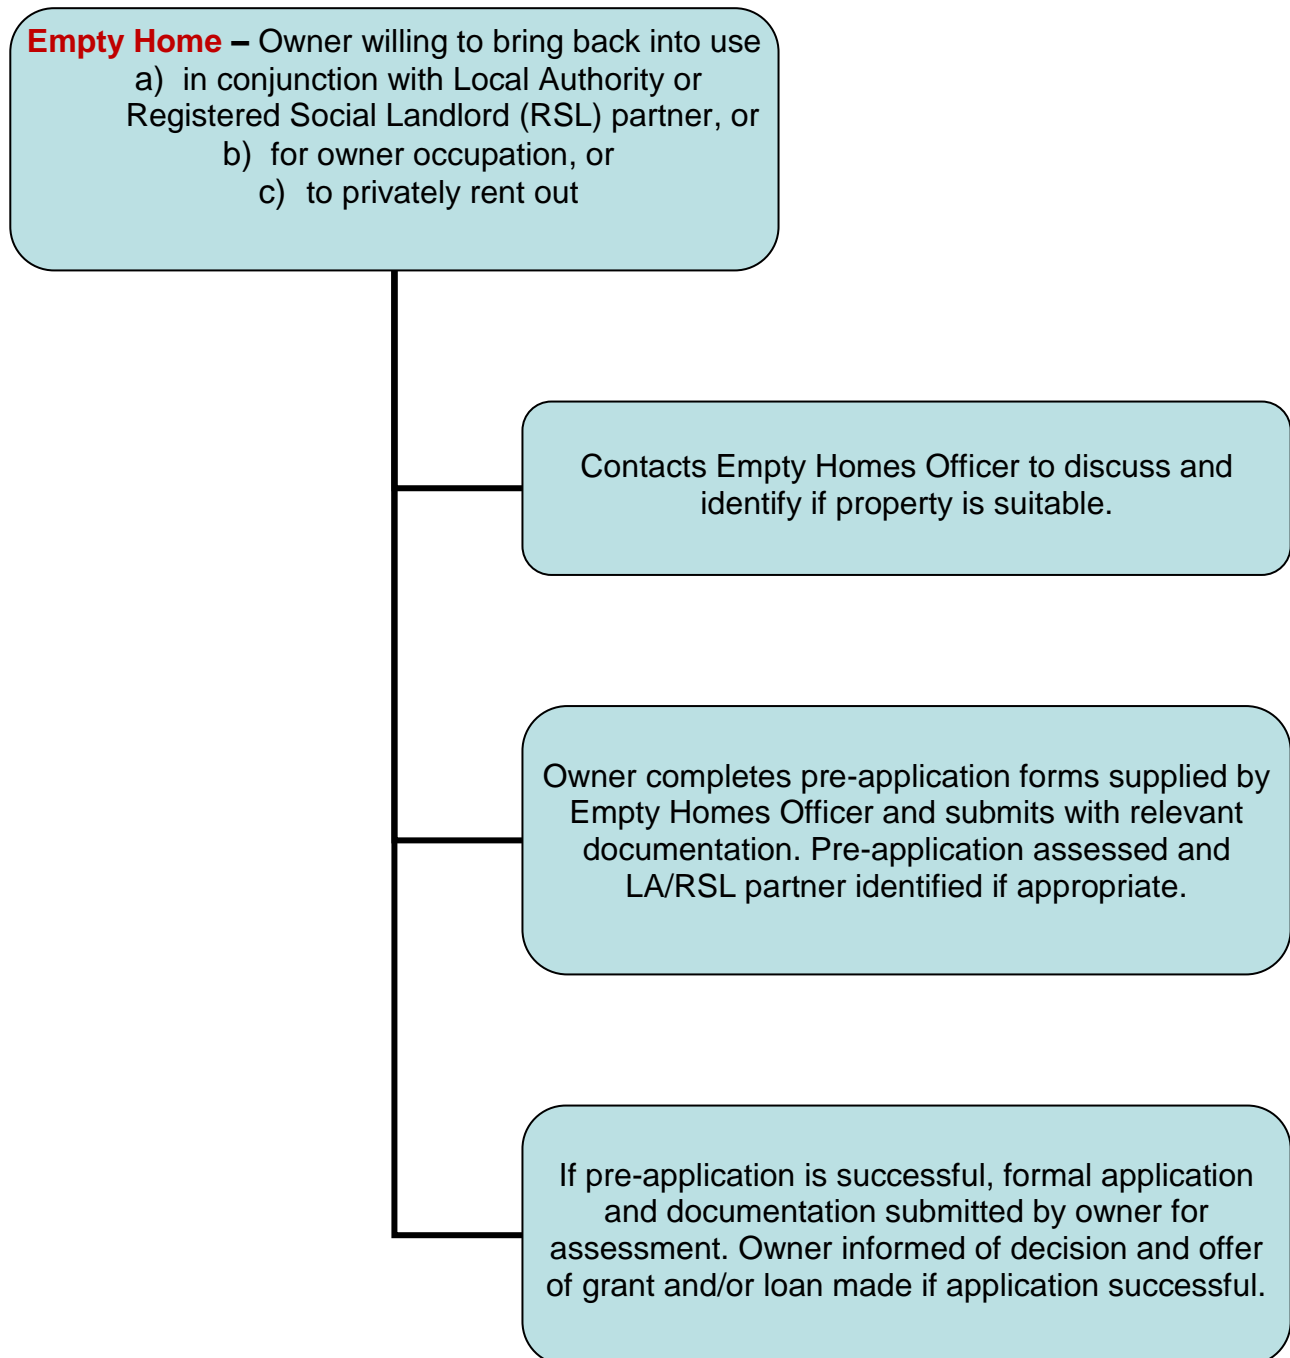 Empty Home – Owner willing to bring back into use
a) in conjunction with Local Authority or
Registered Social Landlord (RSL) partner, or
b) for owner occupation, or
c) to privately rent out
Contacts Empty Homes Officer to discuss and
identify if property is suitable.
Owner completes pre-application forms supplied by
Empty Homes Officer and submits with relevant
documentation. Pre-application assessed and
LA/RSL partner identified if appropriate.
If pre-application is successful, formal application
and documentation submitted by owner for
assessment. Owner informed of decision and offer
of grant and/or loan made if application successful.